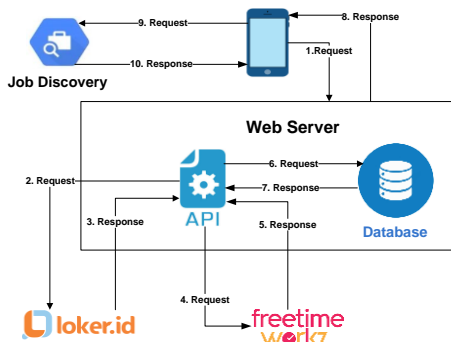 9. Request
8. Response
1.Request
10. Response
Job Discovery
Web Server
6. Request
2. Request
7. Response
3. Response
API
5. Response
Database
4. Request
loker.id
freetime
workz